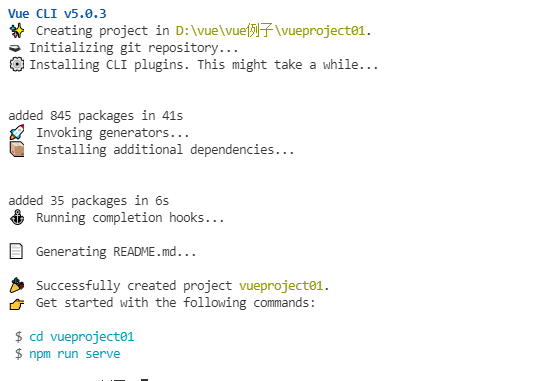 Vue CLI v5.0.3
Creating project in D:\vue\vue例子\vueproject01.
Initializing git repository...
Installing CLI plugins. This might take a while...
added 845 packages in 41s
Invoking generators...
Installing additional dependencies...
added 35 packages in 6s
Running completion hooks...
Generating README.md...
Successfully created project vueproject01.
Get started with the following commands:
$ cd vueproject01
$ npm run serve